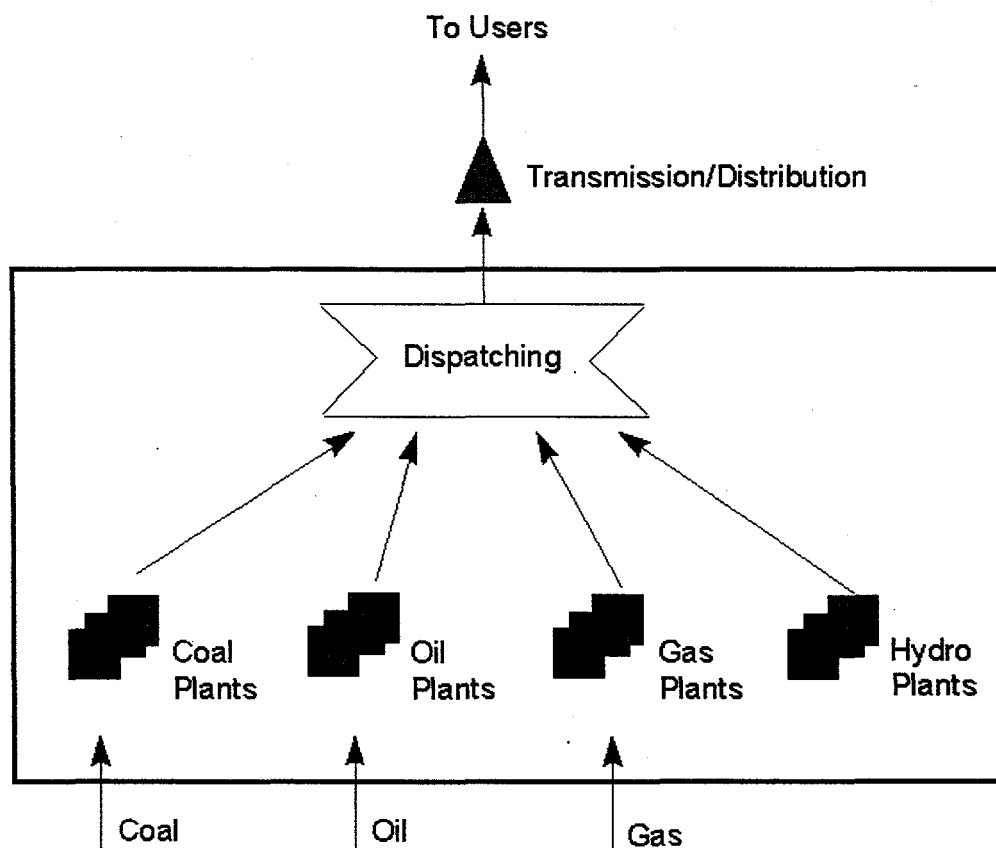 To Users
Transmission/Distribution
Dispatching
Coal
Plants
Oil
Plants
Gas
Plants
Hydro
Plants
Coal
Oil
Gas